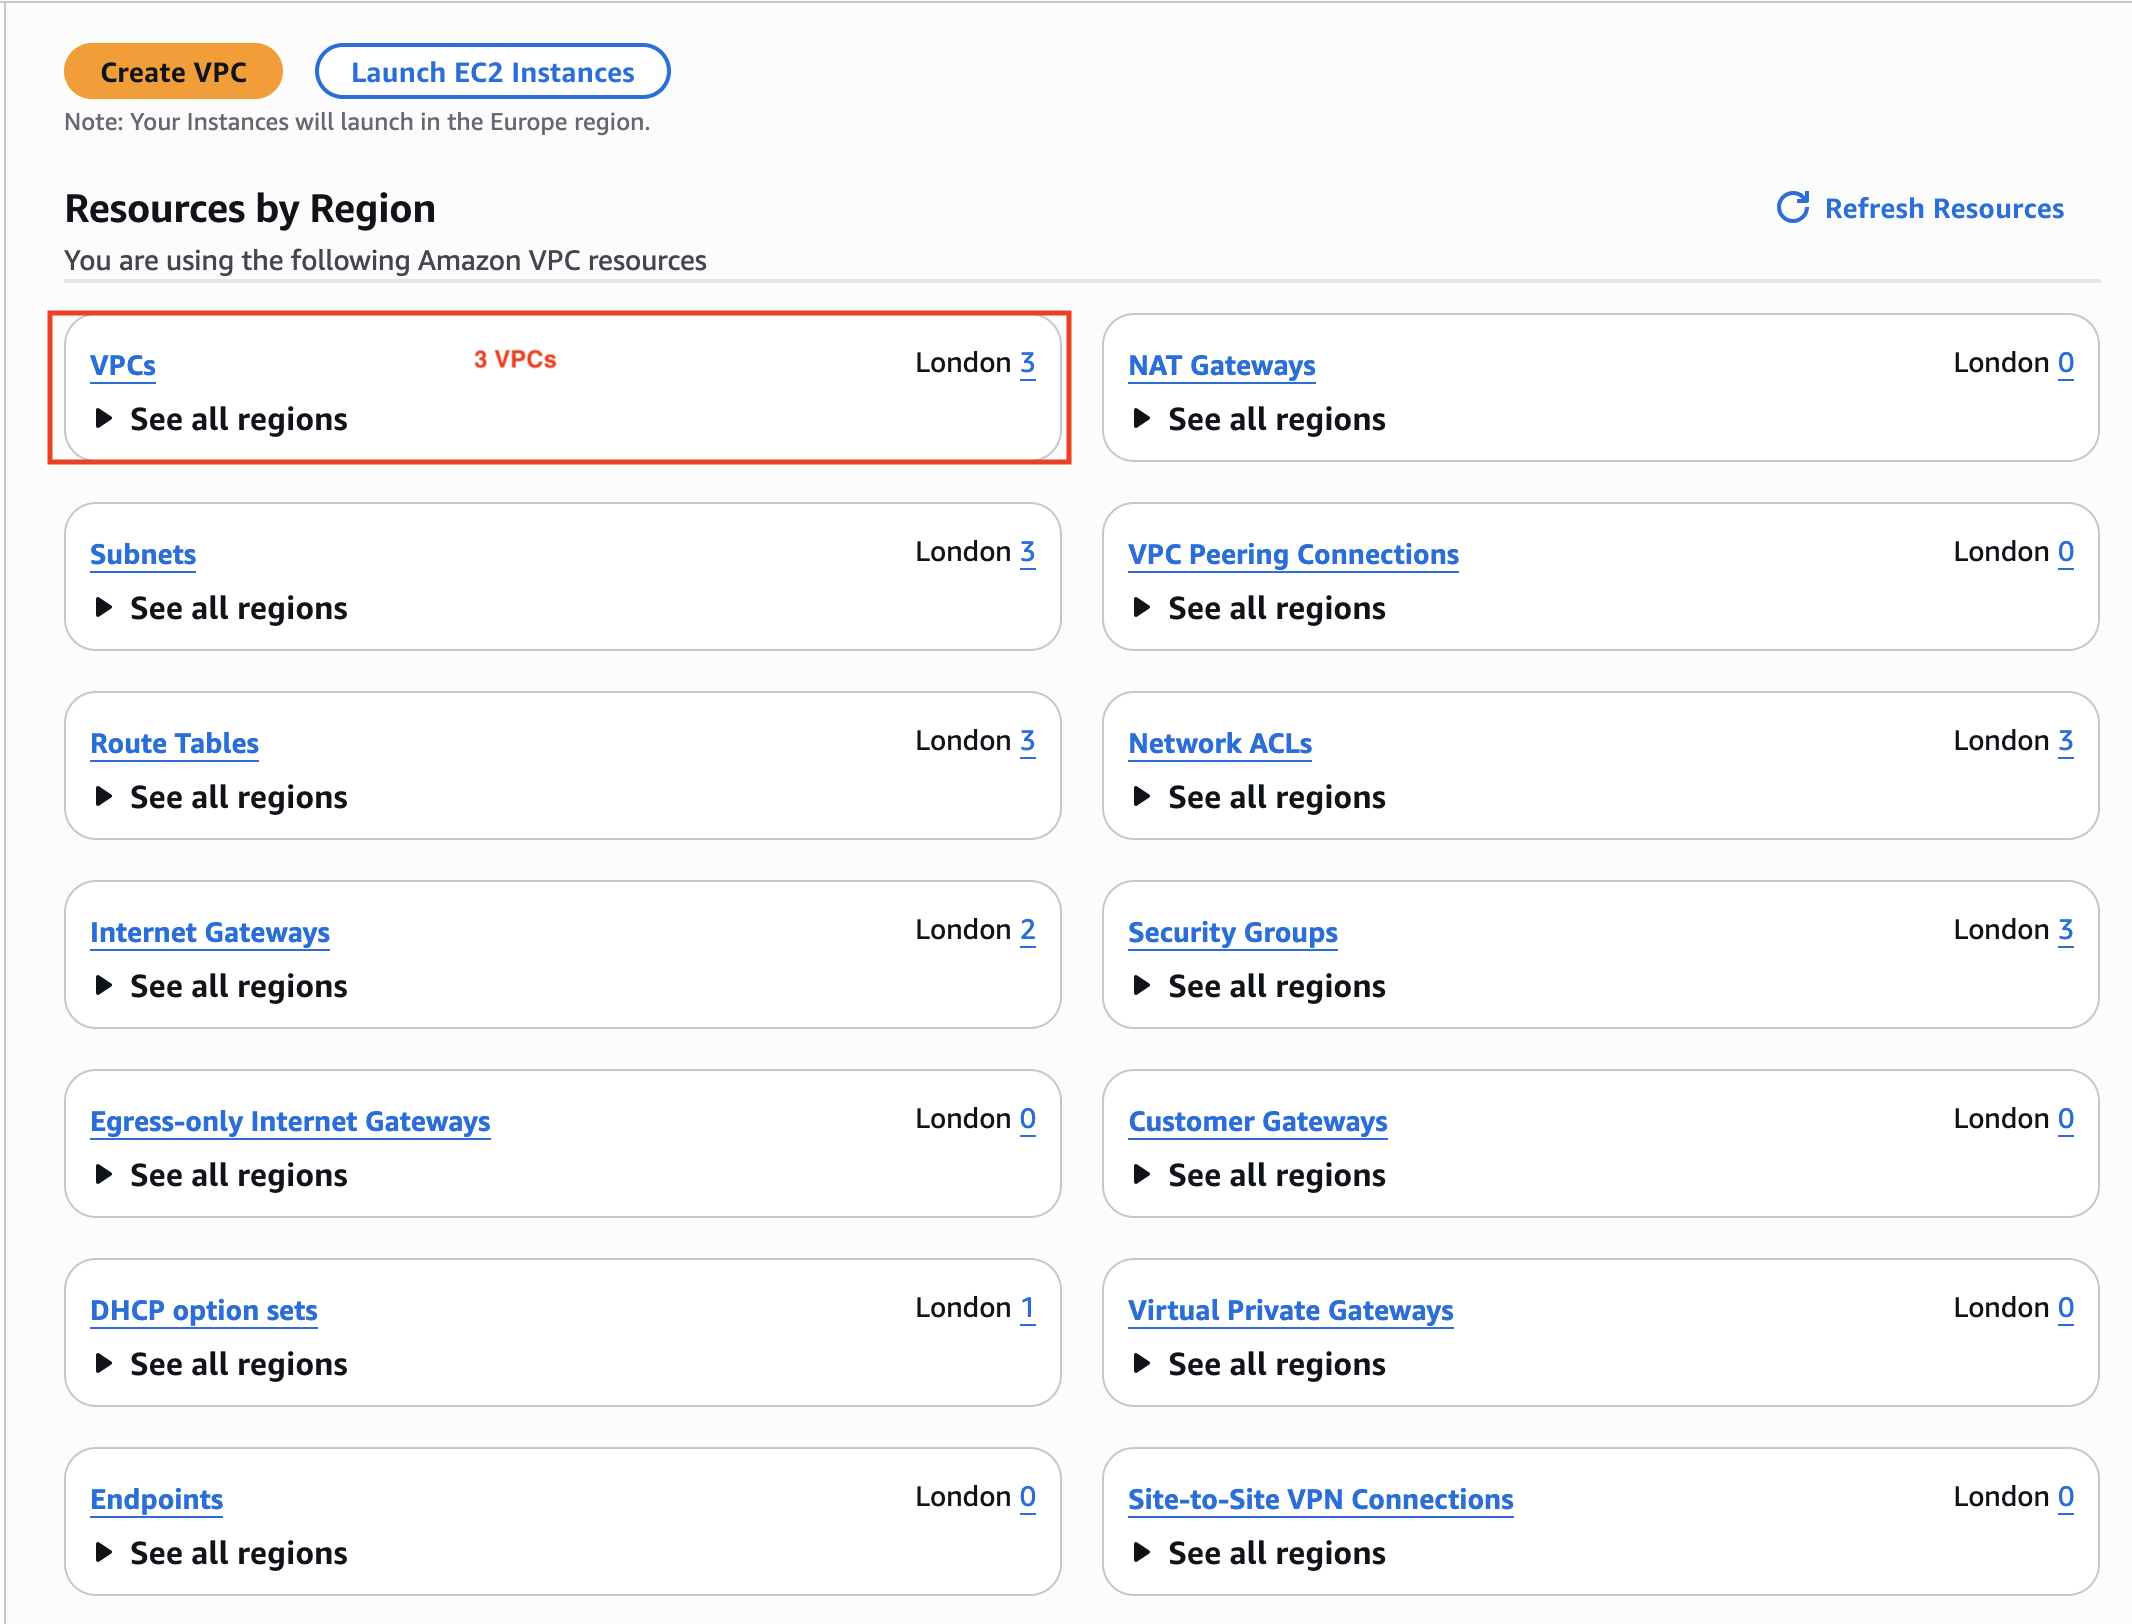 Create VPC
Launch EC2 Instances
Note: Your Instances will launch in the Europe region.
Resources by Region
Refresh Resources
You are using the following Amazon VPC resources
VPCs
3 VPCs
London 3
See all regions
NAT Gateways
London 0
See all regions
Subnets
London 3
See all regions
VPC Peering Connections
London 0
See all regions
Route Tables
London 3
See all regions
Network ACLs
London 3
See all regions
Internet Gateways
London 2
See all regions
Security Groups
London 3
See all regions
Egress-only Internet Gateways
London 0
See all regions
Customer Gateways
London 0
See all regions
DHCP option sets
London 1
See all regions
Virtual Private Gateways
London 0
See all regions
Endpoints
London 0
See all regions
Site-to-Site VPN Connections
London 0
See all regions